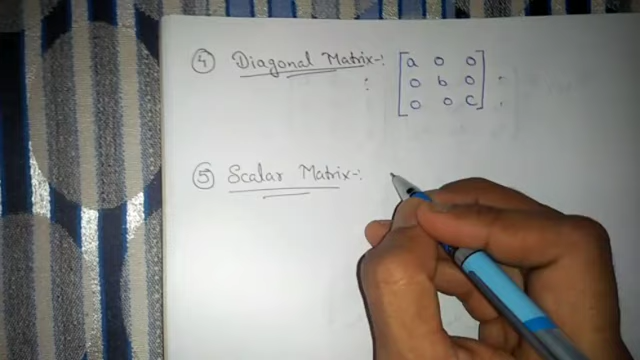 ④ Diagonal Matrix-: [a 0 0
: 0 b 0
0 0 c]
⑤ Scalar Matrix-: